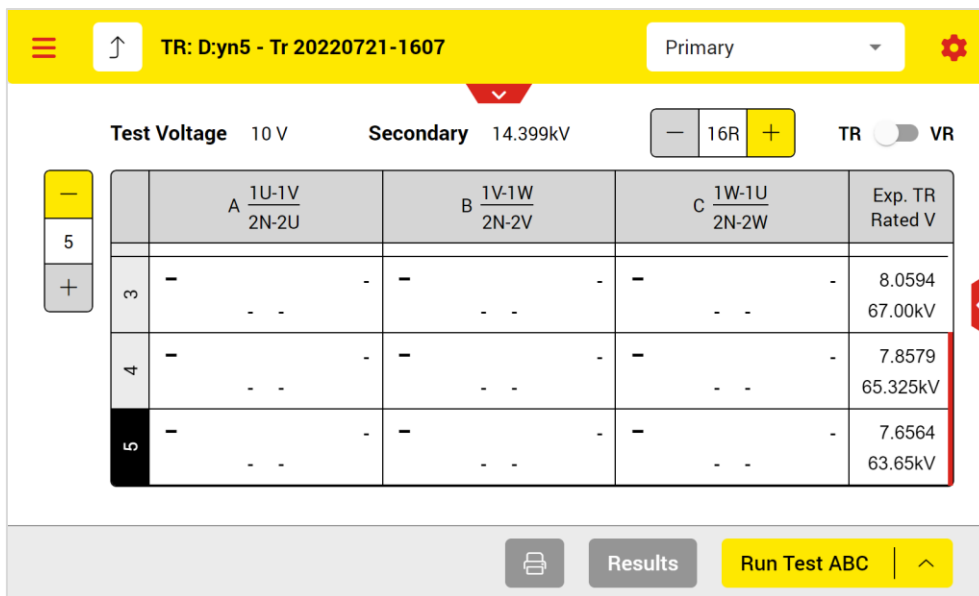 TR: D:yn5 - Tr 20220721-1607 Primary
Test Voltage 10 V Secondary 14.399kV − 16R + TR VR
−
5
+
A 1U-1V
2N-2U
B 1V-1W
2N-2V
C 1W-1U
2N-2W
Exp. TR
Rated V
3 – - – - – - 8.0594
- - - - - - 67.00kV
4 – - – - – - 7.8579
- - - - - - 65.325kV
5 – - – - – - 7.6564
- - - - - - 63.65kV
Results Run Test ABC